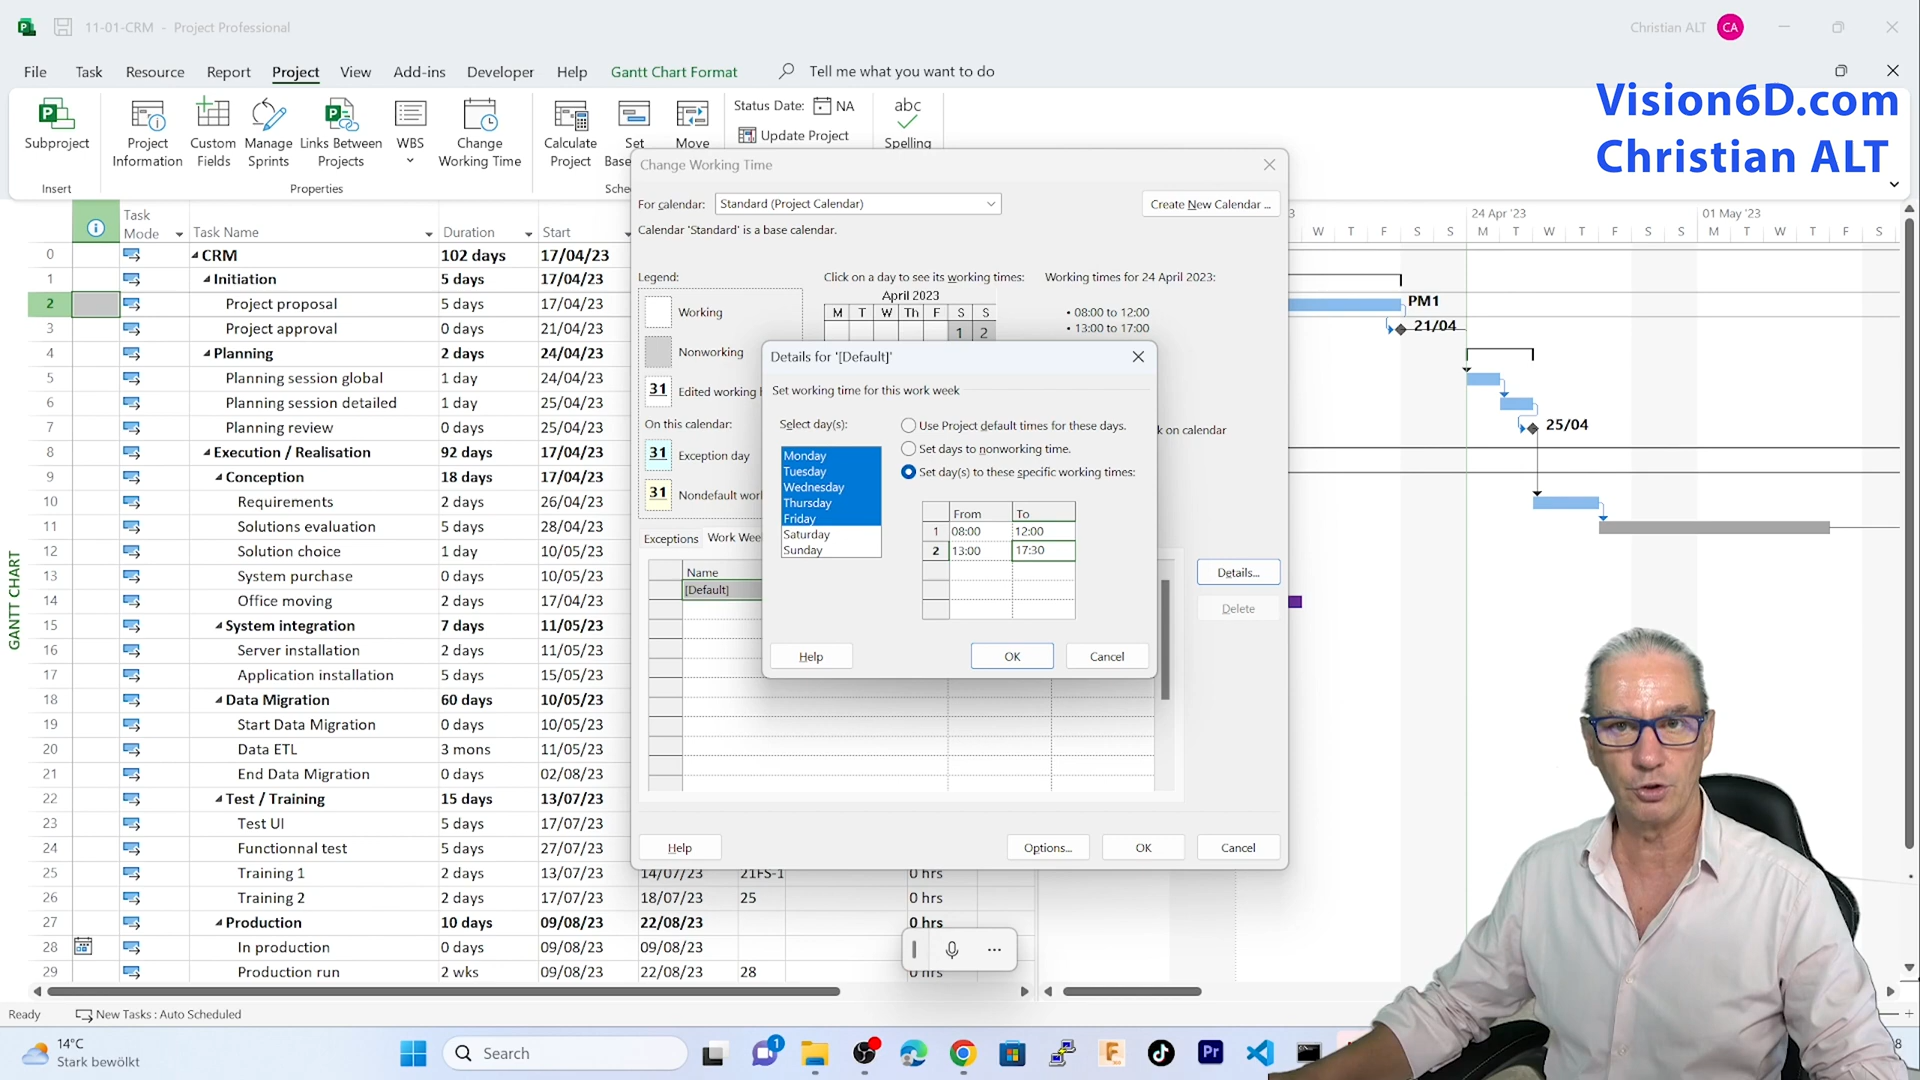 11-01-CRM - Project Professional
Christian ALT
CA
File
Task
Resource
Report
Project
View
Add-ins
Developer
Help
Gantt Chart Format
Tell me what you want to do
Vision6D.com
Christian ALT
Subproject
Project Information
Custom Fields
Manage Sprints
Links Between Projects
WBS
Change Working Time
Calculate Project
Set
Move
Status Date:
NA
Update Project
abc
Spelling
Insert
Properties
Change Working Time
For calendar:
Standard (Project Calendar)
Create New Calendar ...
Calendar 'Standard' is a base calendar.
Legend:
Working
Nonworking
31
On this calendar:
31 Exception day
31
Click on a day to see its working times:
April 2023
M T W Th F S S
1 2
Working times for 24 April 2023:
• 08:00 to 12:00
• 13:00 to 17:00
Exceptions
Name
[Default]
Details...
Delete
Help
Options...
OK
Cancel
Details for '[Default]'
Set working time for this work week
Select day(s):
Monday
Tuesday
Wednesday
Thursday
Friday
Saturday
Sunday
Use Project default times for these days.
Set days to nonworking time.
Set day(s) to these specific working times:
From To
1 08:00 12:00
2 13:00 17:30
Help
OK
Cancel
Task Mode
Task Name
Duration
Start
0 CRM 102 days 17/04/23
1 Initiation 5 days 17/04/23
2 Project proposal 5 days 17/04/23
3 Project approval 0 days 21/04/23
4 Planning 2 days 24/04/23
5 Planning session global 1 day 24/04/23
6 Planning session detailed 1 day 25/04/23
7 Planning review 0 days 25/04/23
8 Execution / Realisation 92 days 17/04/23
9 Conception 18 days 17/04/23
10 Requirements 2 days 26/04/23
11 Solutions evaluation 5 days 28/04/23
12 Solution choice 1 day 10/05/23
13 System purchase 0 days 10/05/23
14 Office moving 2 days 17/04/23
15 System integration 7 days 11/05/23
16 Server installation 2 days 11/05/23
17 Application installation 5 days 15/05/23
18 Data Migration 60 days 10/05/23
19 Start Data Migration 0 days 10/05/23
20 Data ETL 3 mons 11/05/23
21 End Data Migration 0 days 02/08/23
22 Test / Training 15 days 13/07/23
23 Test UI 5 days 17/07/23
24 Functionnal test 5 days 27/07/23
25 Training 1 2 days 13/07/23 14/07/23 21FS-1 0 hrs
26 Training 2 2 days 17/07/23 18/07/23 25 0 hrs
27 Production 10 days 09/08/23 22/08/23 0 hrs
28 In production 0 days 09/08/23 09/08/23
29 Production run 2 wks 09/08/23 22/08/23 28
GANTT CHART
24 Apr '23
01 May '23
W T F S S M T W T F S S M T W T F S
PM1
21/04
25/04
Ready
New Tasks : Auto Scheduled
14°C
Stark bewölkt
Search
1
Pr